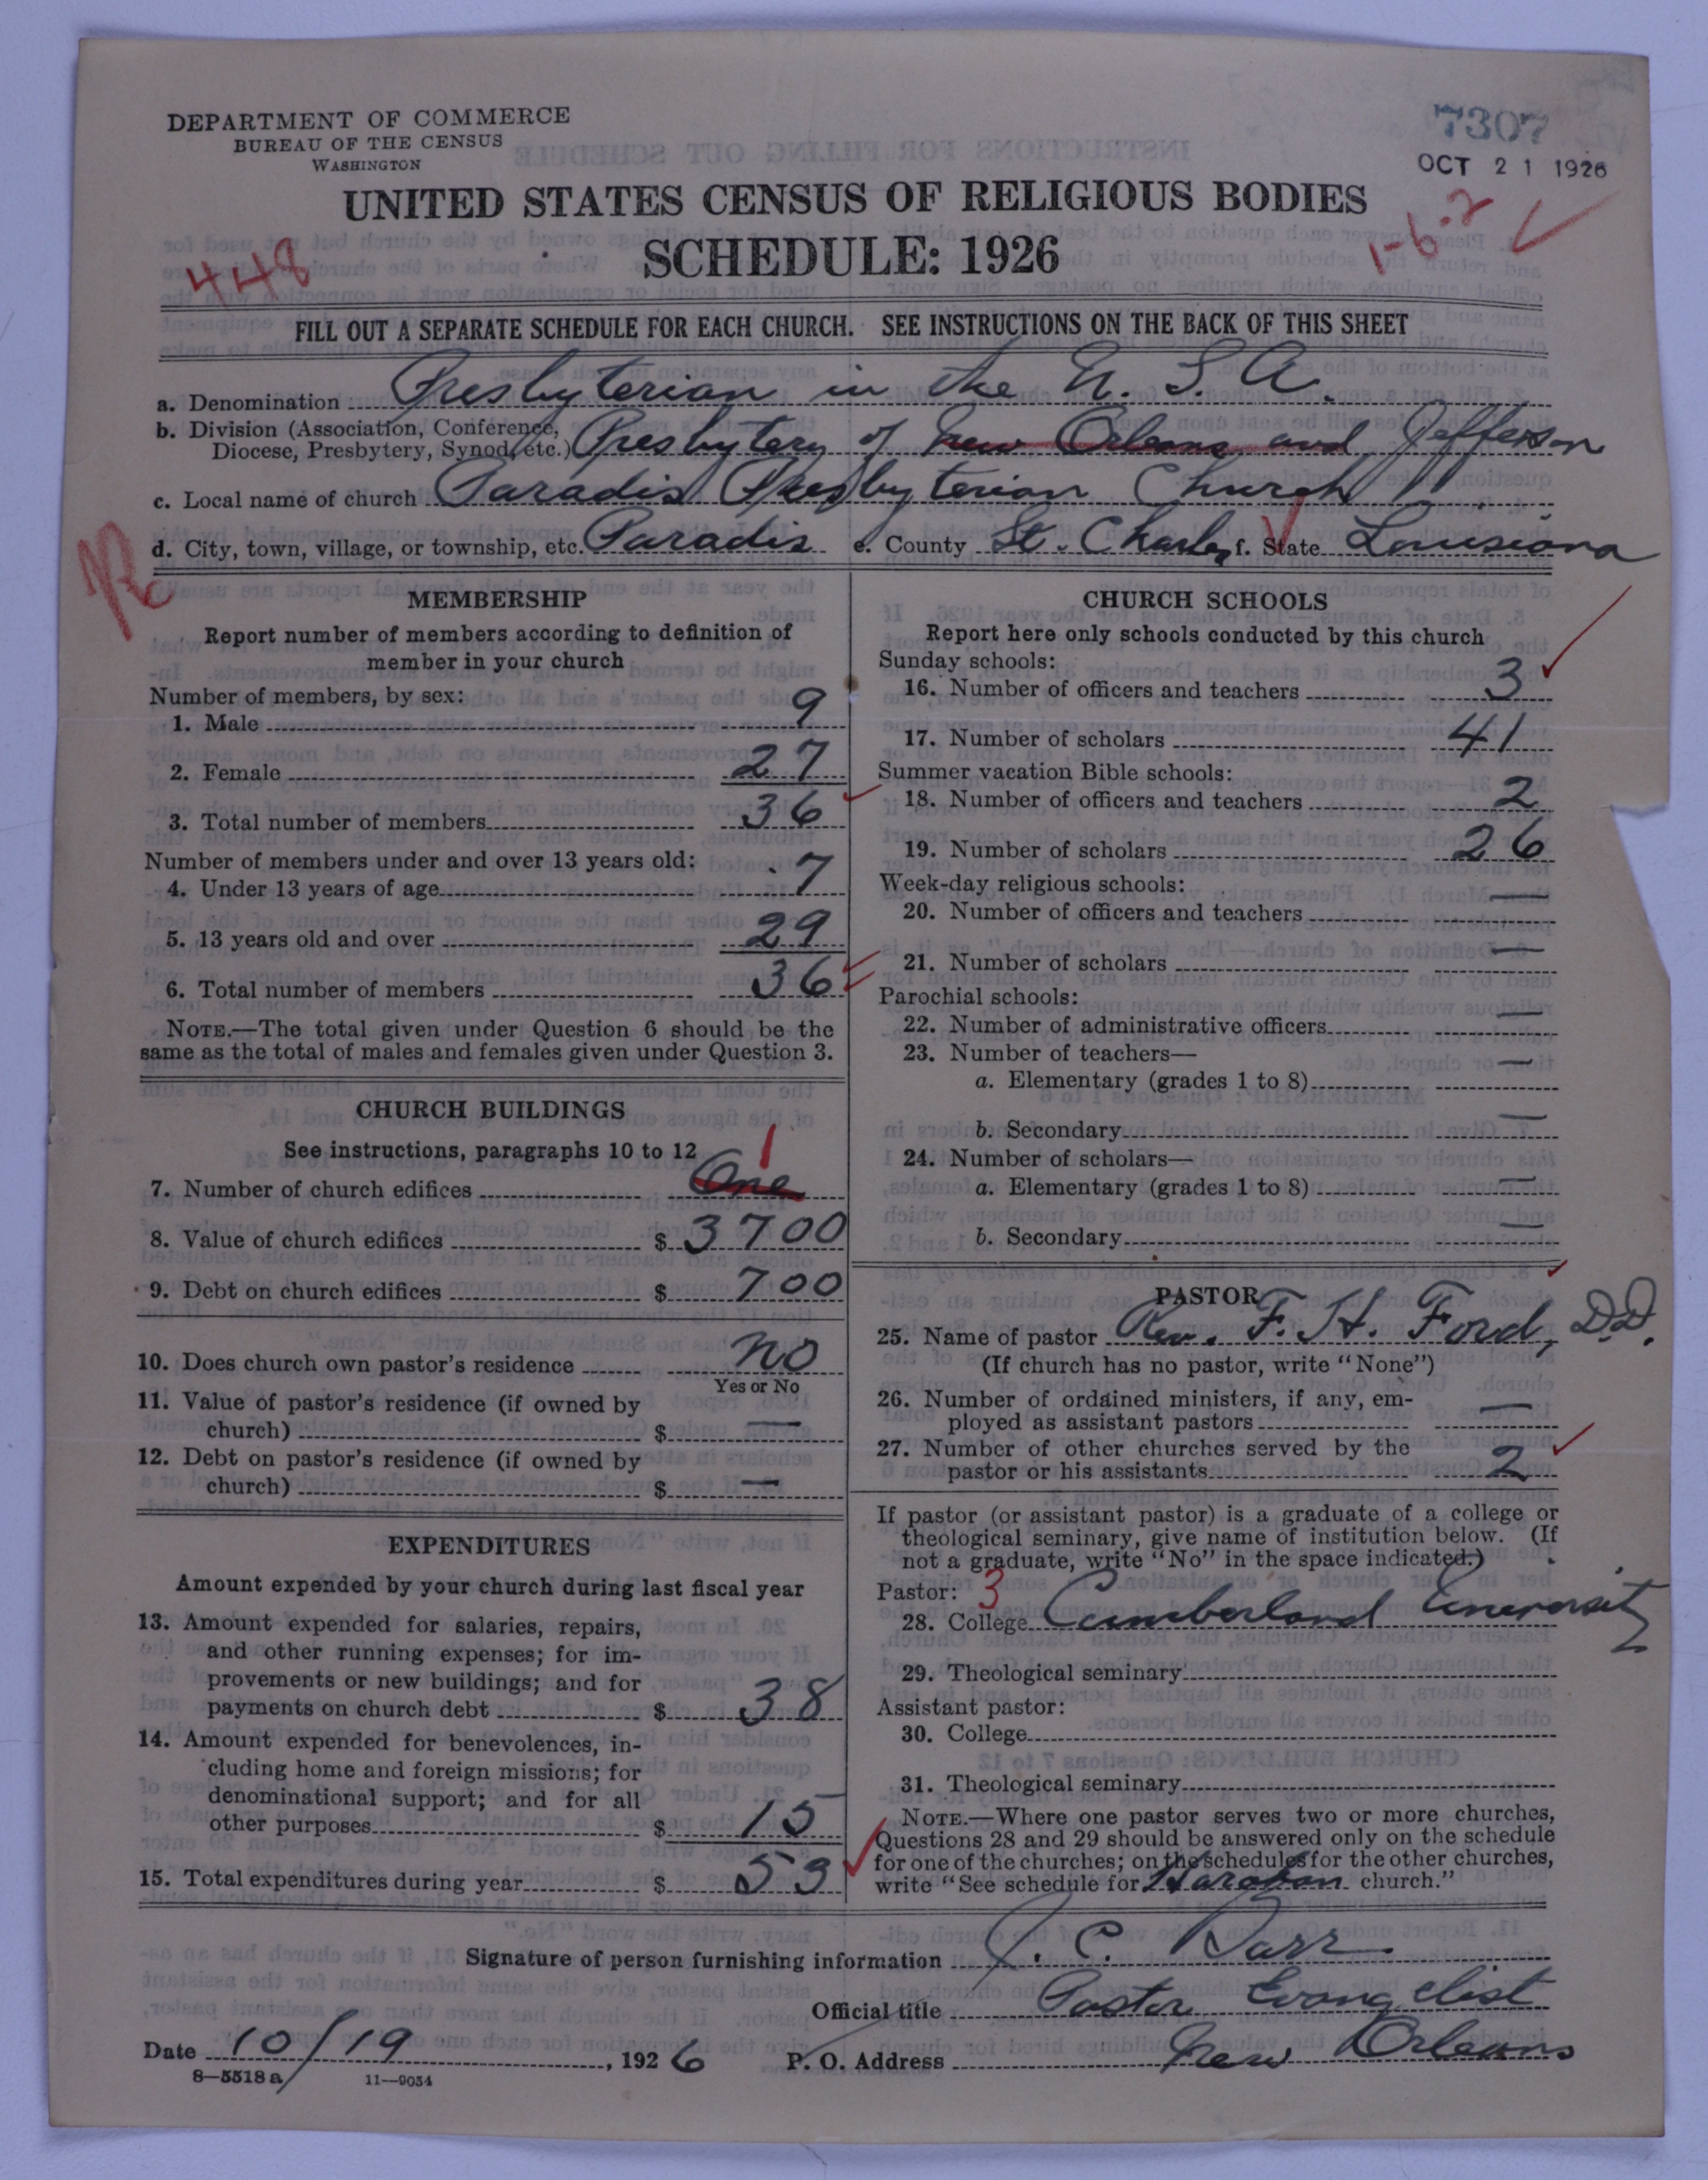 DEPARTMENT OF COMMERCE
BUREAU OF THE CENSUS
WASHINGTON
7307
OCT 21 1926
UNITED STATES CENSUS OF RELIGIOUS BODIES
SCHEDULE: 1926
448
1-6-2
FILL OUT A SEPARATE SCHEDULE FOR EACH CHURCH. SEE INSTRUCTIONS ON THE BACK OF THIS SHEET
a. Denomination Presbyterian in the U. S. A.
b. Division (Association, Conference, Diocese, Presbytery, Synod, etc.) Presbytery of New Orleans and Jefferson
c. Local name of church Paradis Presbyterian Church
d. City, town, village, or township, etc. Paradis e. County St. Charles f. State Louisiana
MEMBERSHIP
Report number of members according to definition of
member in your church
Number of members, by sex:
1. Male 9
2. Female 27
3. Total number of members 36
Number of members under and over 13 years old:
4. Under 13 years of age 7
5. 13 years old and over 29
6. Total number of members 36
NOTE.—The total given under Question 6 should be the
same as the total of males and females given under Question 3.
CHURCH BUILDINGS
See instructions, paragraphs 10 to 12
1
7. Number of church edifices One
8. Value of church edifices $ 3700
9. Debt on church edifices $ 700
10. Does church own pastor's residence No
Yes or No
11. Value of pastor's residence (if owned by
church) $ —
12. Debt on pastor's residence (if owned by
church) $ —
EXPENDITURES
Amount expended by your church during last fiscal year
13. Amount expended for salaries, repairs,
and other running expenses; for im-
provements or new buildings; and for
payments on church debt $ 38
14. Amount expended for benevolences, in-
cluding home and foreign missions; for
denominational support; and for all
other purposes $ 15
15. Total expenditures during year $ 53
CHURCH SCHOOLS
Report here only schools conducted by this church
Sunday schools:
16. Number of officers and teachers 3
17. Number of scholars 41
Summer vacation Bible schools:
18. Number of officers and teachers 2
19. Number of scholars 26
Week-day religious schools:
20. Number of officers and teachers —
21. Number of scholars —
Parochial schools:
22. Number of administrative officers —
23. Number of teachers—
a. Elementary (grades 1 to 8) —
b. Secondary —
24. Number of scholars—
a. Elementary (grades 1 to 8) —
b. Secondary —
PASTOR
25. Name of pastor Rev. F. H. Ford, D.D.
(If church has no pastor, write "None")
26. Number of ordained ministers, if any, em-
ployed as assistant pastors —
27. Number of other churches served by the
pastor or his assistants 2
If pastor (or assistant pastor) is a graduate of a college or
theological seminary, give name of institution below. (If
not a graduate, write "No" in the space indicated.)
Pastor: 3
28. College Cumberland University
29. Theological seminary
Assistant pastor:
30. College
31. Theological seminary
NOTE.—Where one pastor serves two or more churches,
Questions 28 and 29 should be answered only on the schedule
for one of the churches; on the schedules for the other churches,
write "See schedule for church."
Signature of person furnishing information J. C. Barr
Official title Pastor Evangelist
Date 10/19, 1926 P. O. Address New Orleans
8—5518 a 11—9054